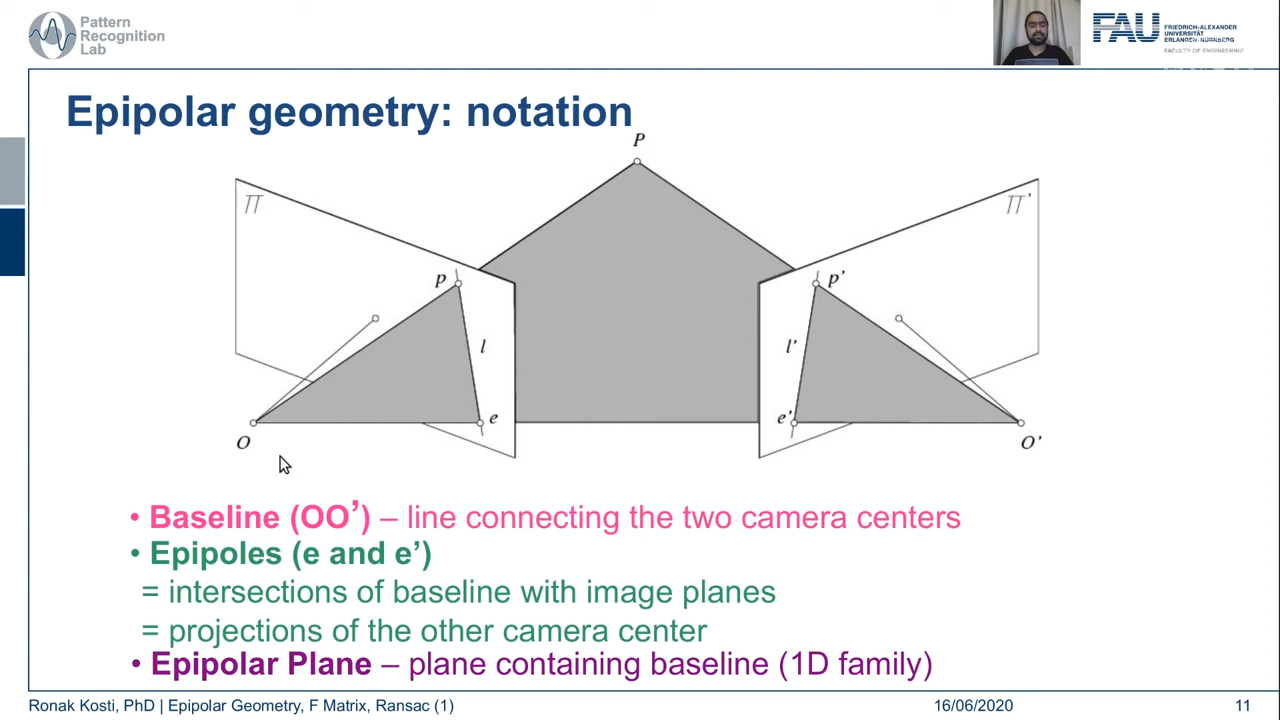 Pattern
Recognition
Lab
FAU
FRIEDRICH-ALEXANDER
UNIVERSITÄT
ERLANGEN-NÜRNBERG
FACULTY OF ENGINEERING
Epipolar geometry: notation
P
Π
Π'
p
p'
l
l'
e
e'
O
O'
• Baseline (OO’) – line connecting the two camera centers
• Epipoles (e and e’)
= intersections of baseline with image planes
= projections of the other camera center
• Epipolar Plane – plane containing baseline (1D family)
Ronak Kosti, PhD | Epipolar Geometry, F Matrix, Ransac (1)
16/06/2020
11